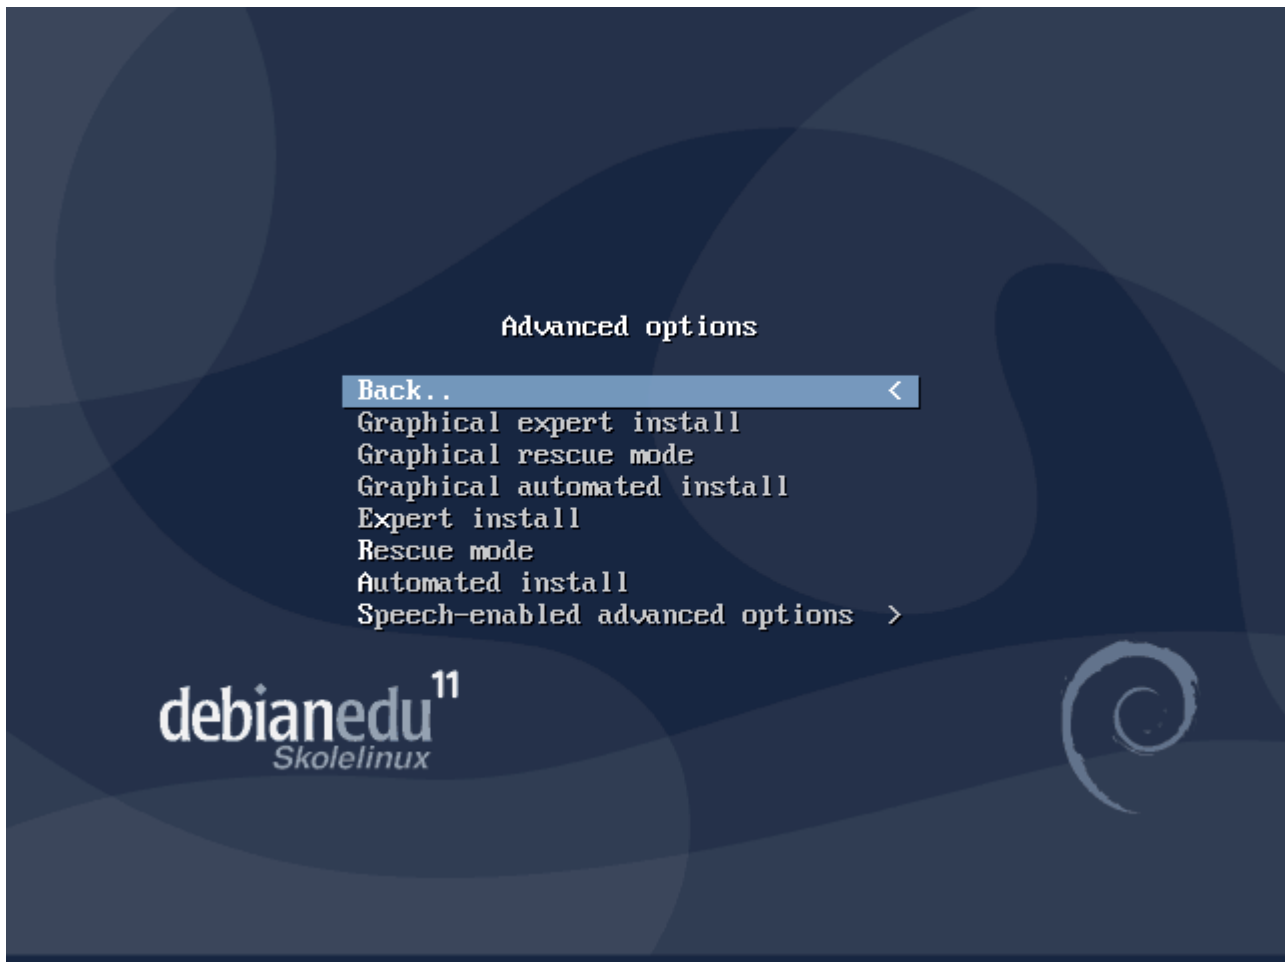 Advanced options
Back.. <
Graphical expert install
Graphical rescue mode
Graphical automated install
Expert install
Rescue mode
Automated install
Speech-enabled advanced options >
debianedu 11
Skolelinux